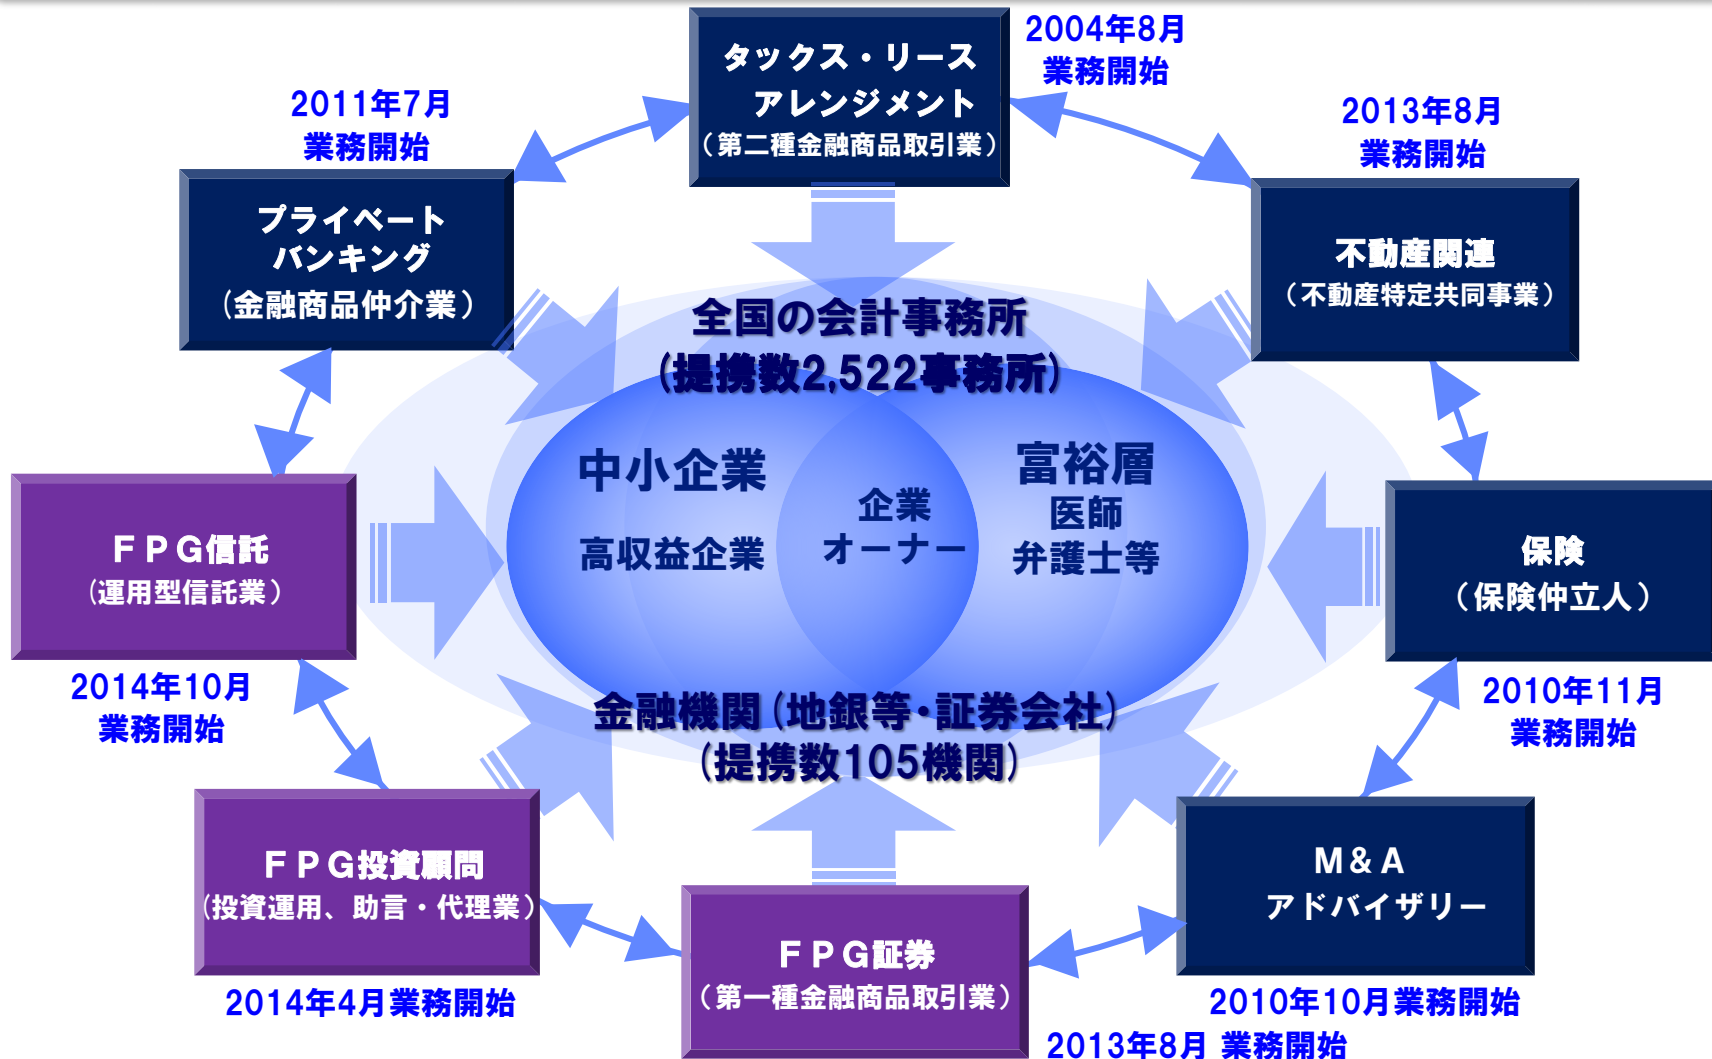 タックス・リース
アレンジメント
（第二種金融商品取引業）
2004年8月
業務開始
2011年7月
業務開始
2013年8月
業務開始
プライベート
バンキング
（金融商品仲介業）
不動産関連
（不動産特定共同事業）
全国の会計事務所
(提携数2,522事務所)
中小企業
高収益企業
企業
オーナー
富裕層
医師
弁護士等
ＦＰＧ信託
（運用型信託業）
2014年10月
業務開始
保険
（保険仲立人）
2010年11月
業務開始
金融機関(地銀等・証券会社)
(提携数105機関)
ＦＰＧ投資顧問
（投資運用、助言・代理業）
2014年4月業務開始
ＦＰＧ証券
（第一種金融商品取引業）
2013年8月 業務開始
Ｍ＆Ａ
アドバイザリー
2010年10月業務開始